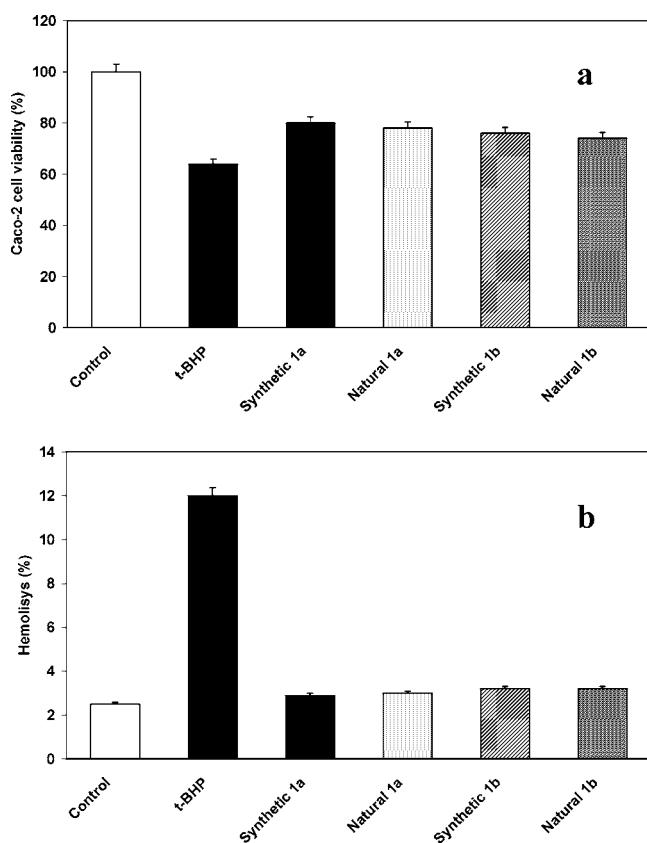 120
100
80
60
40
20
0
Caco-2 cell viability (%)
a
Control
t-BHP
Synthetic 1a
Natural 1a
Synthetic 1b
Natural 1b
14
12
10
8
6
4
2
0
Hemolisys (%)
b
Control
t-BHP
Synthetic 1a
Natural 1a
Synthetic 1b
Natural 1b